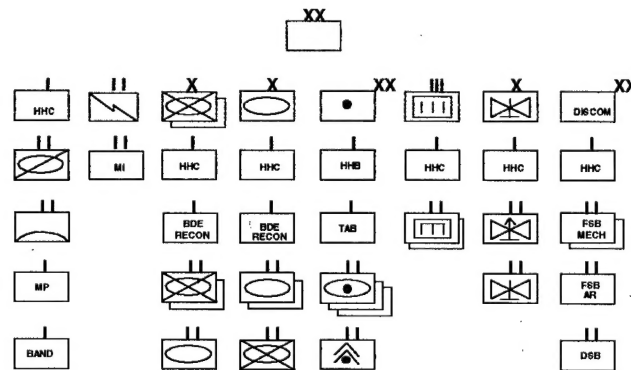 XX
I II X X XX III X XX
HHC DISCOM
II II I I I I I I
MI HHC HHC HHB HHC HHC HHC
II I I I II II II
BDE RECON BDE RECON TAB FSB MECH
I II II II II II
MP FSB AR
I II II II II
BAND DSB